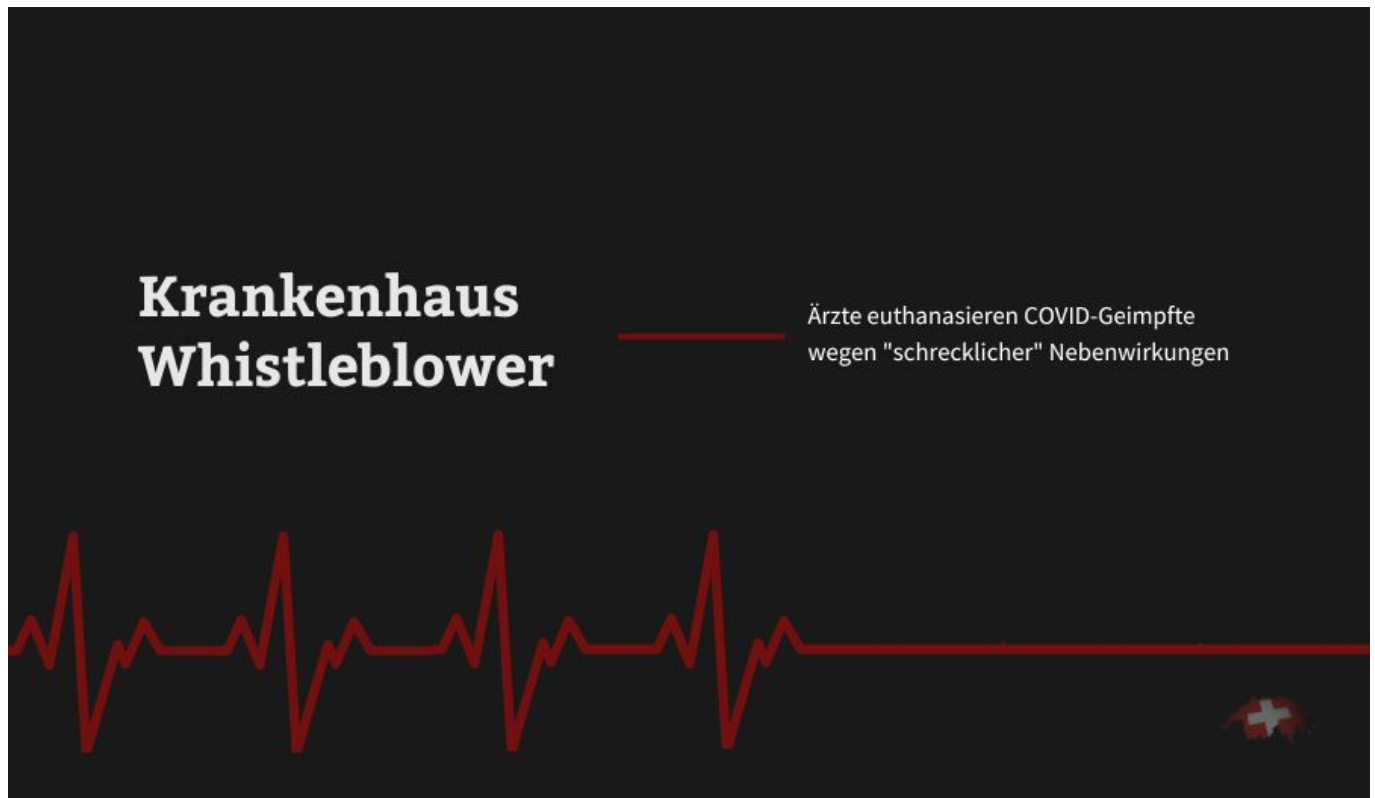 Krankenhaus
Whistleblower
Ärzte euthanasieren COVID-Geimpfte
wegen "schrecklicher" Nebenwirkungen